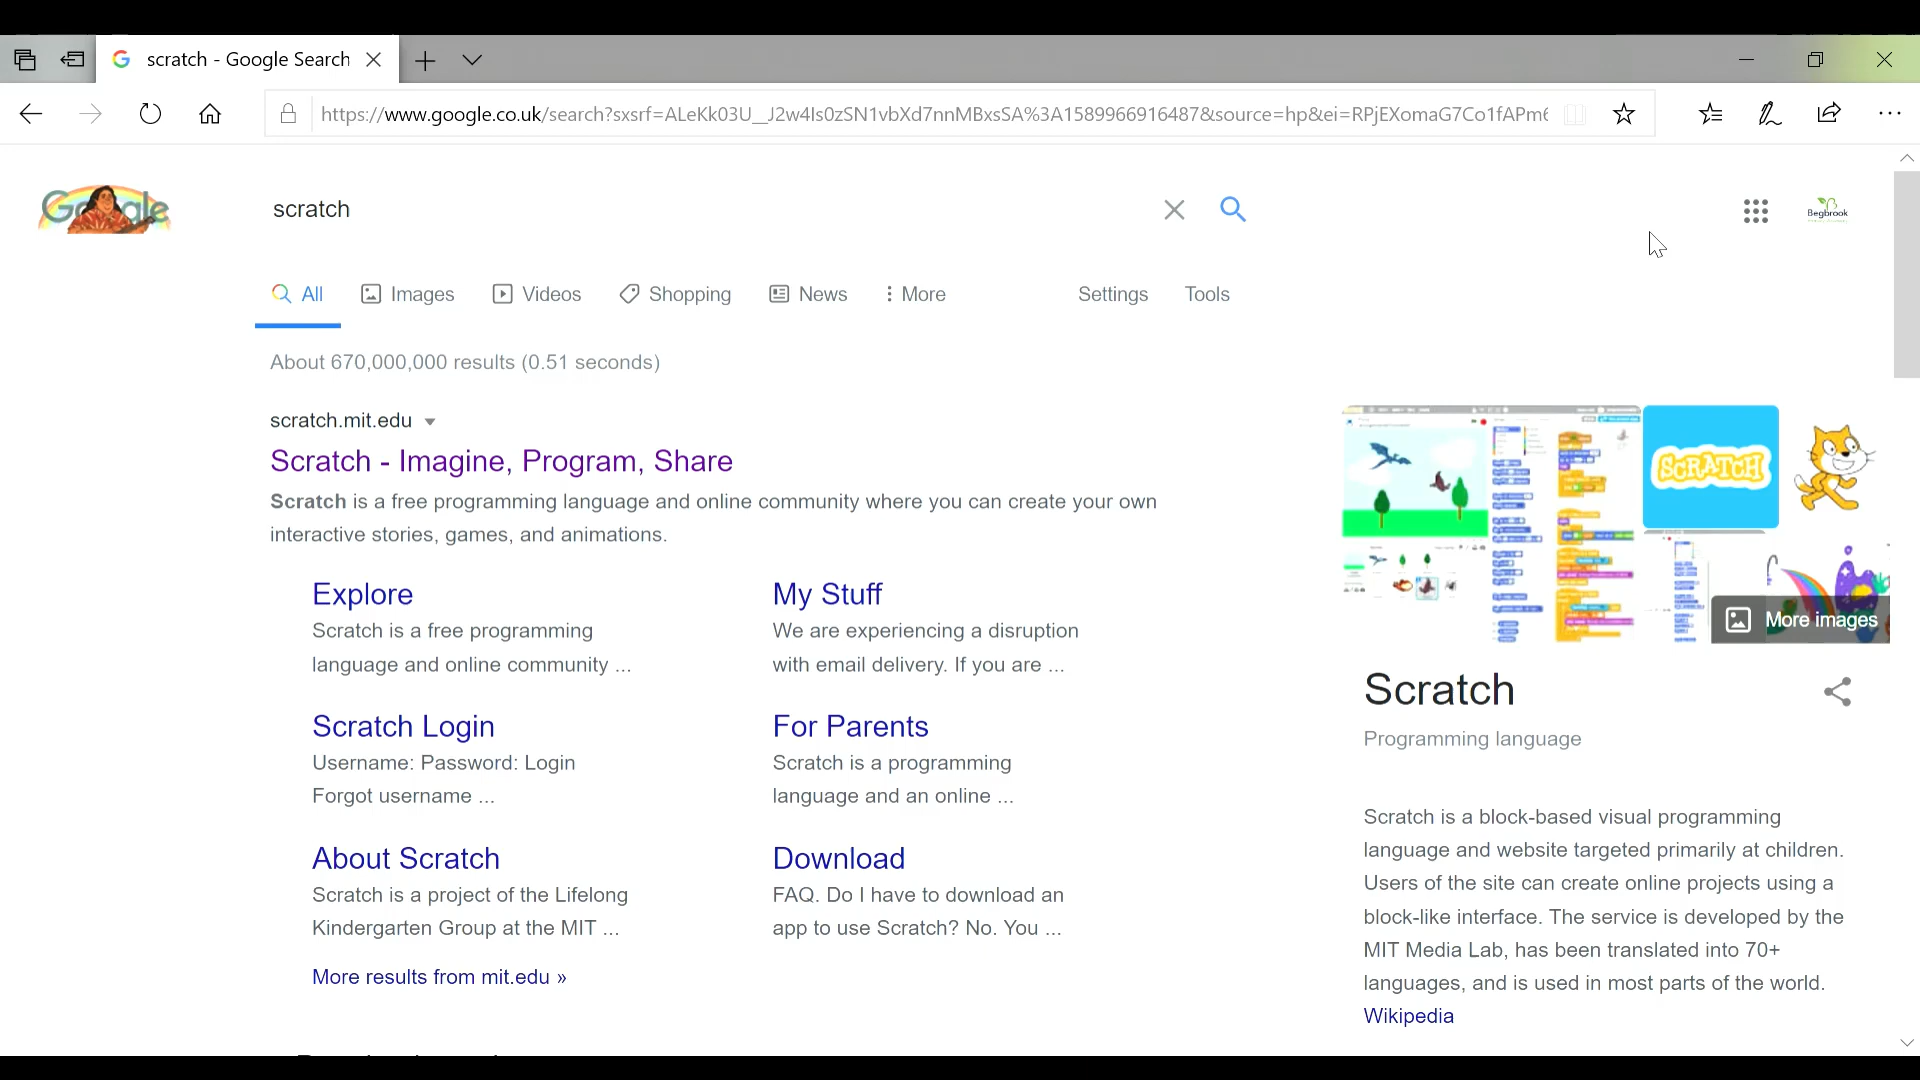 scratch - Google Search
https://www.google.co.uk/search?sxsrf=ALeKk03U__J2w4Is0zSN1vbXd7nnMBxsSA%3A1589966916487&source=hp&ei=RPjEXomaG7Co1fAPm6
Google
scratch
Begbrook
All Images Videos Shopping News More Settings Tools
About 670,000,000 results (0.51 seconds)
scratch.mit.edu
Scratch - Imagine, Program, Share
Scratch is a free programming language and online community where you can create your own
interactive stories, games, and animations.
Explore
Scratch is a free programming
language and online community ...
My Stuff
We are experiencing a disruption
with email delivery. If you are ...
Scratch Login
Username: Password: Login
Forgot username ...
For Parents
Scratch is a programming
language and an online ...
About Scratch
Scratch is a project of the Lifelong
Kindergarten Group at the MIT ...
Download
FAQ. Do I have to download an
app to use Scratch? No. You ...
More results from mit.edu »
SCRATCH
More images
Scratch
Programming language
Scratch is a block-based visual programming
language and website targeted primarily at children.
Users of the site can create online projects using a
block-like interface. The service is developed by the
MIT Media Lab, has been translated into 70+
languages, and is used in most parts of the world.
Wikipedia